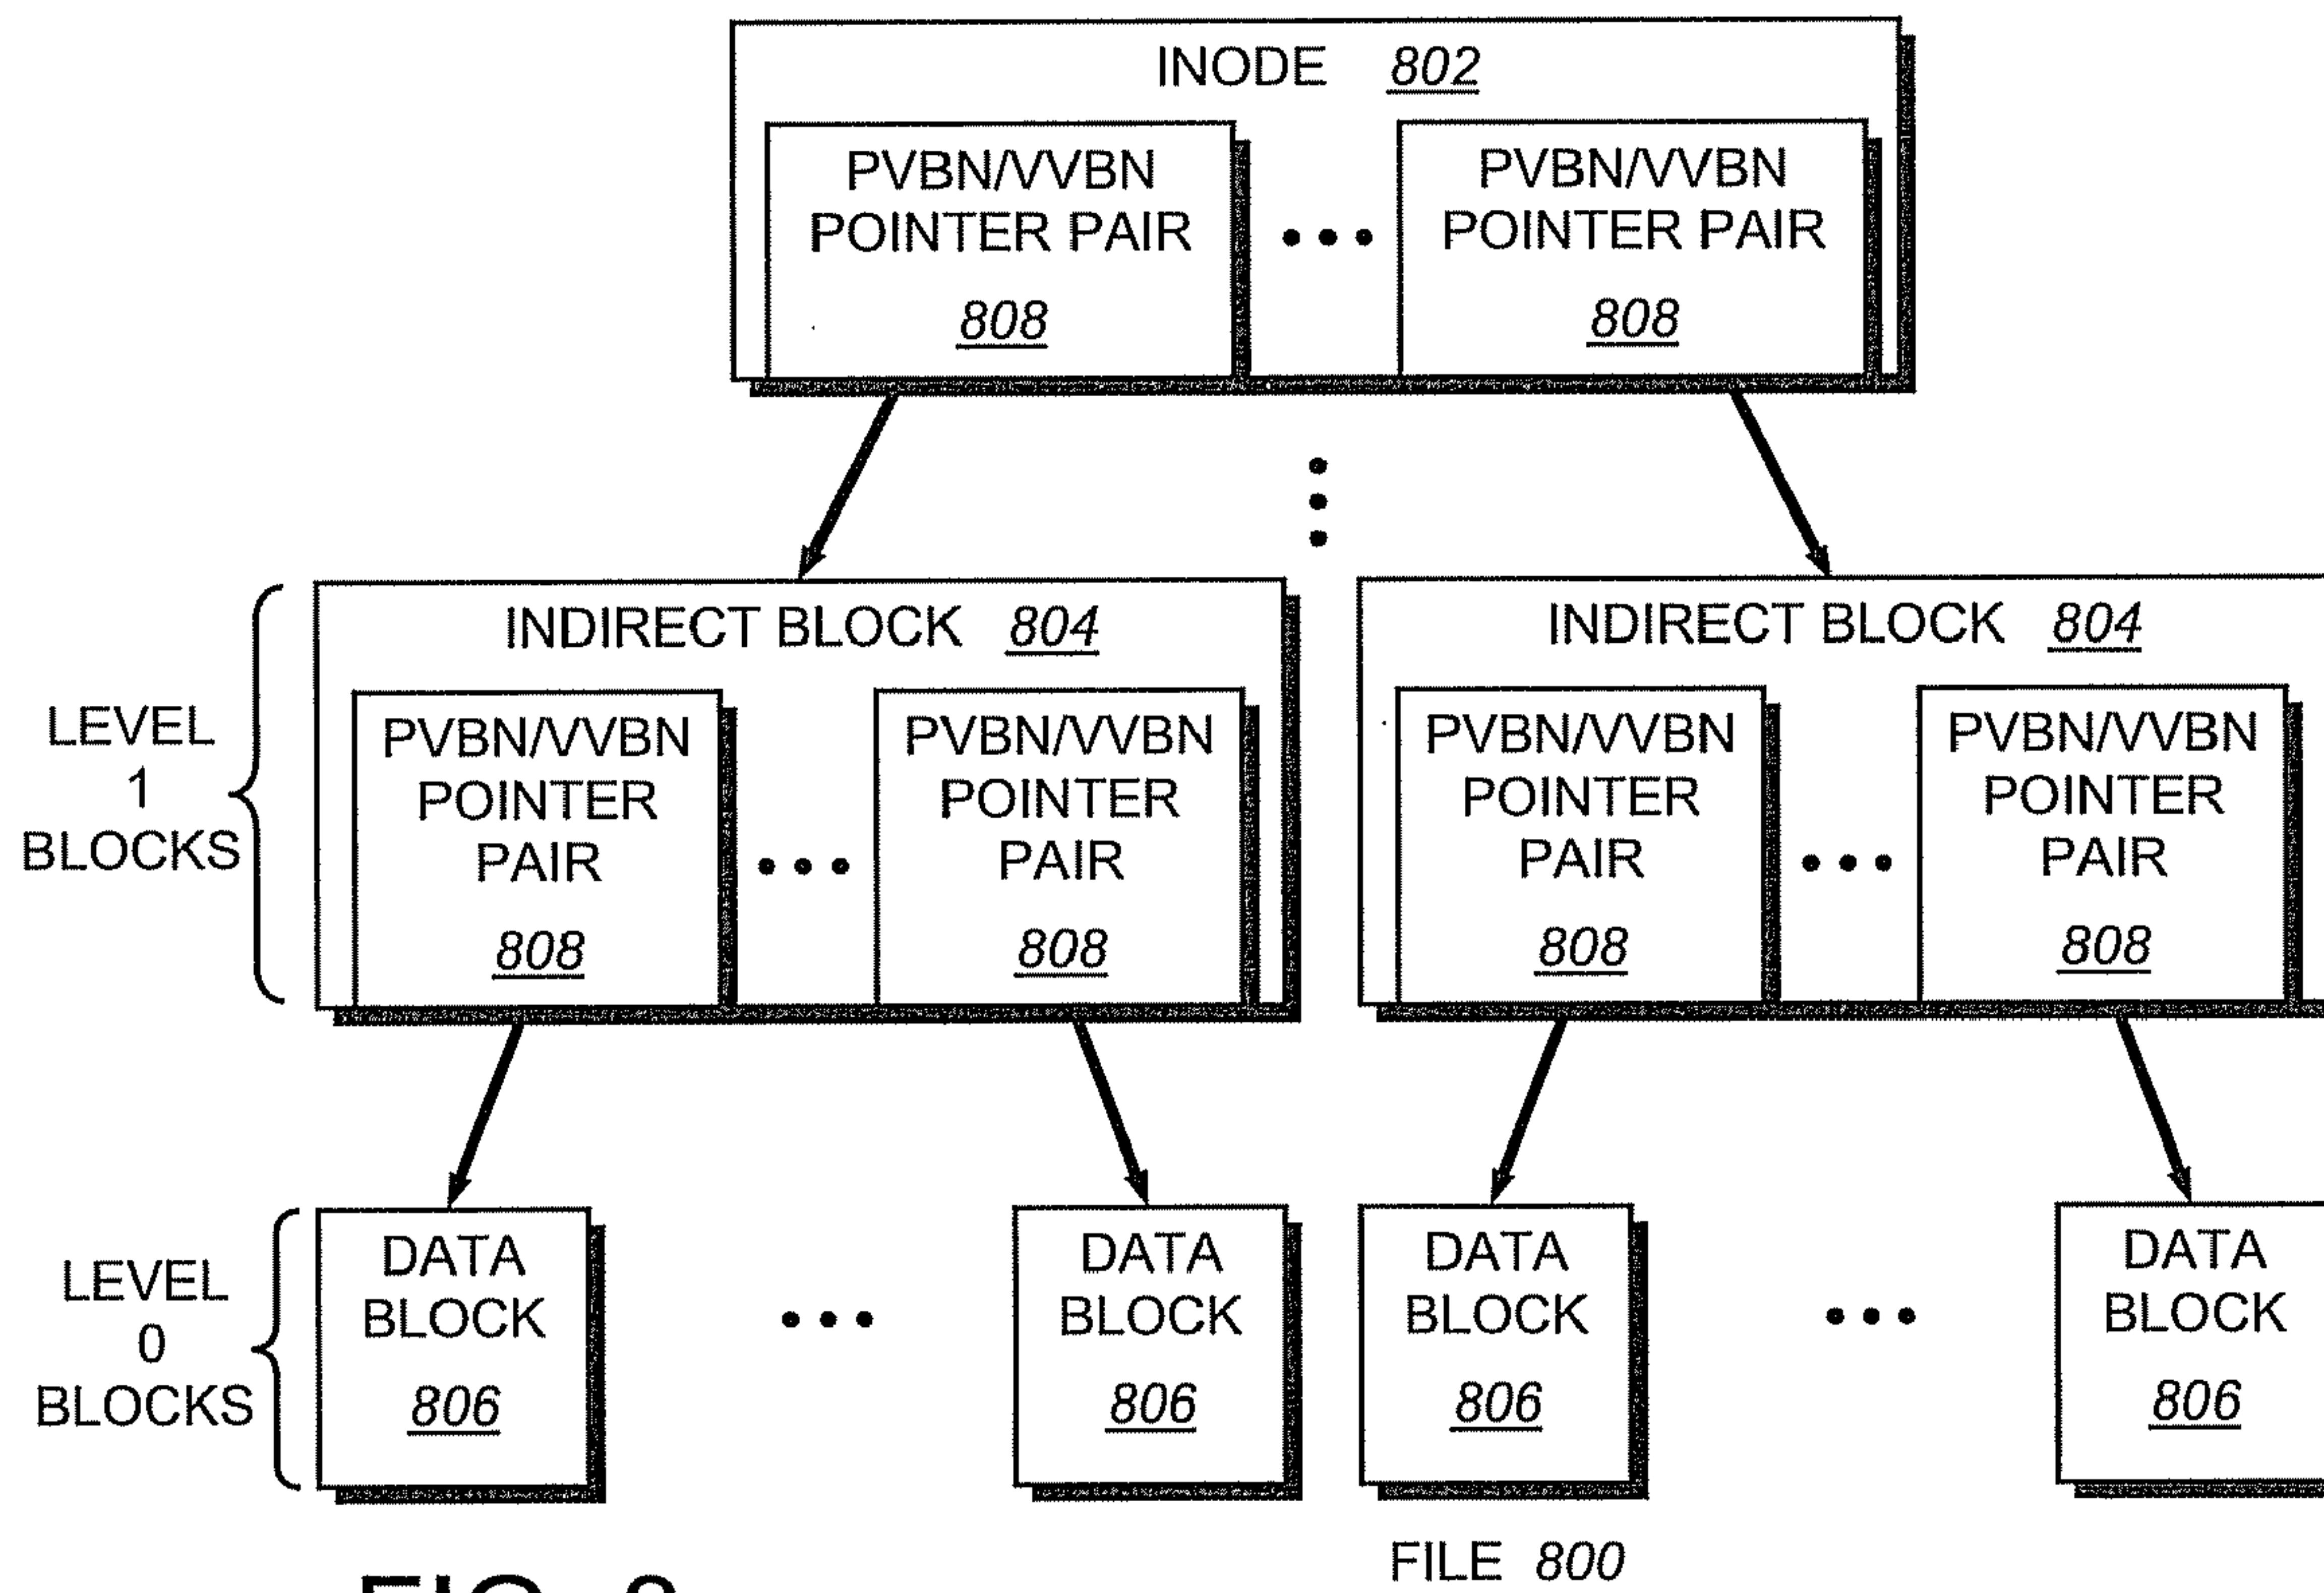 INODE 802
PVBN/VVBN
POINTER PAIR
808
PVBN/VVBN
POINTER PAIR
808
LEVEL
1
BLOCKS
INDIRECT BLOCK 804
PVBN/VVBN
POINTER
PAIR
808
PVBN/VVBN
POINTER
PAIR
808
INDIRECT BLOCK 804
PVBN/VVBN
POINTER
PAIR
808
PVBN/VVBN
POINTER
PAIR
808
LEVEL
0
BLOCKS
DATA
BLOCK
806
DATA
BLOCK
806
DATA
BLOCK
806
DATA
BLOCK
806
FILE 800